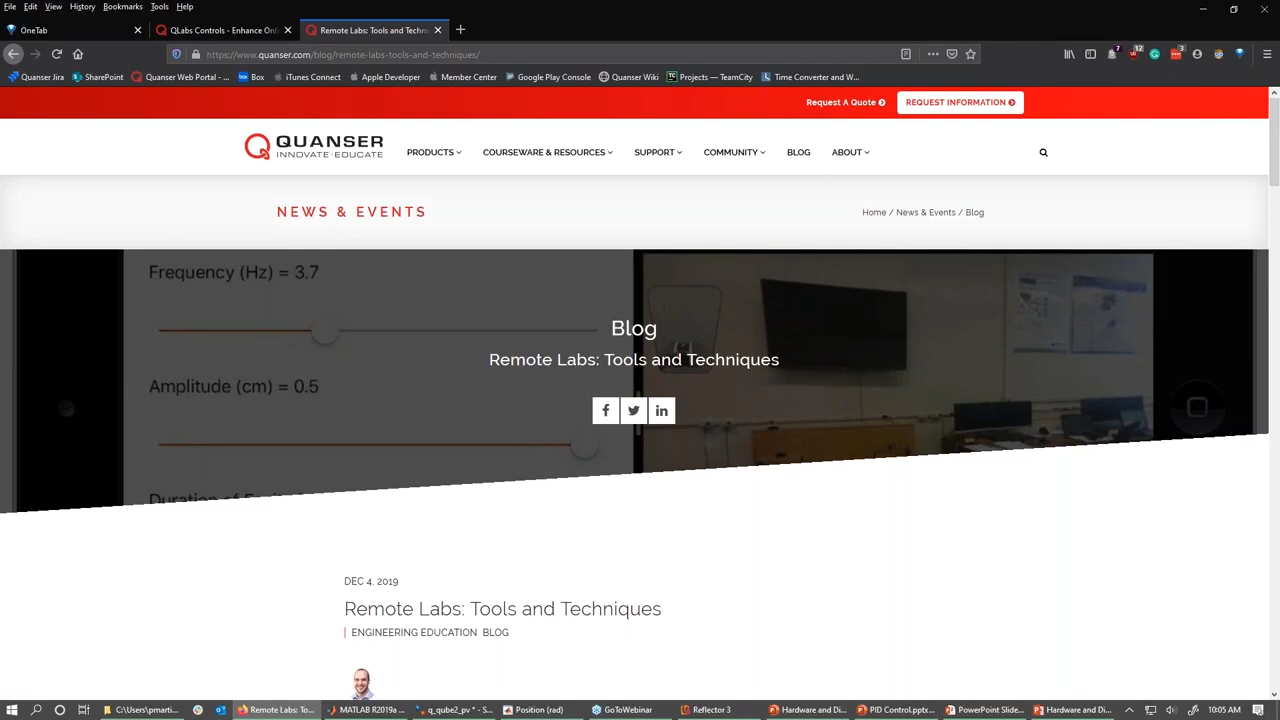 File Edit View History Bookmarks Tools Help
OneTab
QLabs Controls - Enhance Onli
Remote Labs: Tools and Techni
https://www.quanser.com/blog/remote-labs-tools-and-techniques/
Quanser Jira SharePoint Quanser Web Portal - ... Box iTunes Connect Apple Developer Member Center Google Play Console Quanser Wiki Projects — TeamCity Time Converter and W...
Request A Quote REQUEST INFORMATION
QUANSER
INNOVATE·EDUCATE
PRODUCTS COURSEWARE & RESOURCES SUPPORT COMMUNITY BLOG ABOUT
NEWS & EVENTS
Home / News & Events / Blog
Frequency (Hz) = 3.7
Blog
Remote Labs: Tools and Techniques
Amplitude (cm) = 0.5
DEC 4, 2019
Remote Labs: Tools and Techniques
ENGINEERING EDUCATION BLOG
C:\Users\pmarti... Remote Labs: To... MATLAB R2019a ... q_qube2_pv * - S... Position (rad) GoToWebinar Reflector 3 Hardware and Di... PID Control.pptx... PowerPoint Slide... Hardware and Di... 10:05 AM